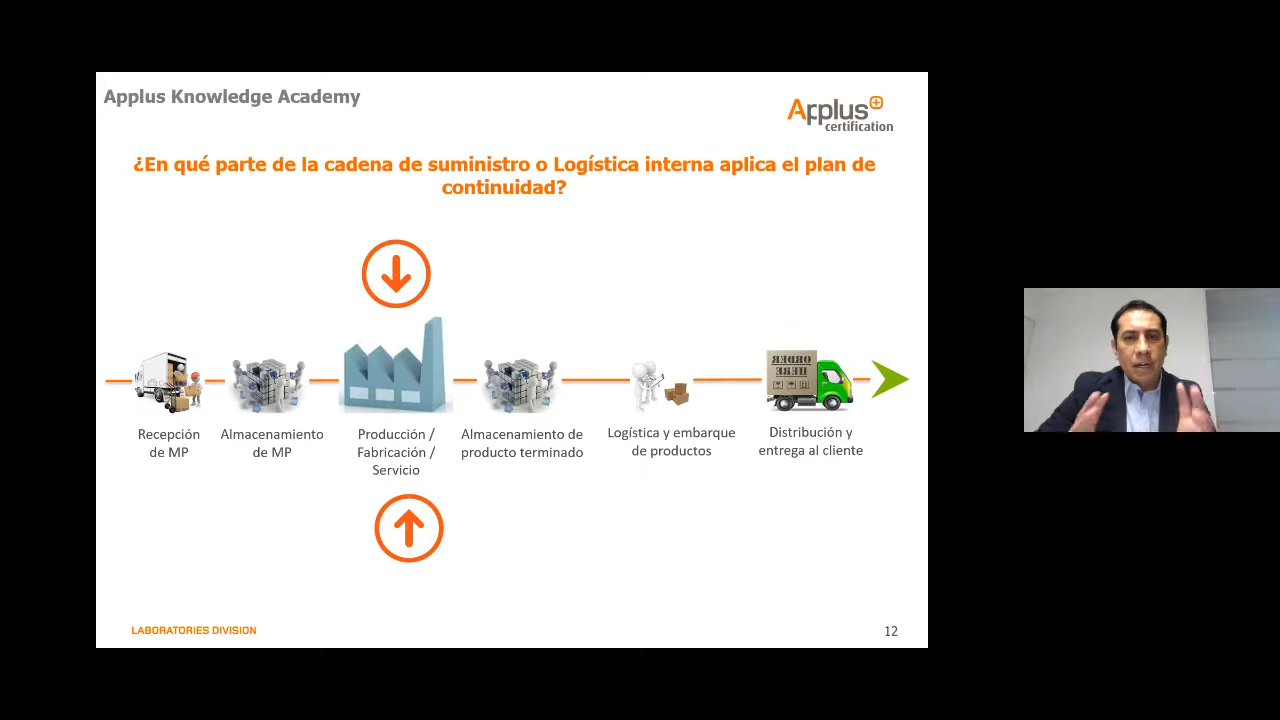 Applus Knowledge Academy
Applus+
certification
¿En qué parte de la cadena de suministro o Logística interna aplica el plan de
continuidad?
ORDER
HERE
Recepción
de MP
Almacenamiento
de MP
Producción /
Fabricación /
Servicio
Almacenamiento de
producto terminado
Logística y embarque
de productos
Distribución y
entrega al cliente
LABORATORIES DIVISION
12